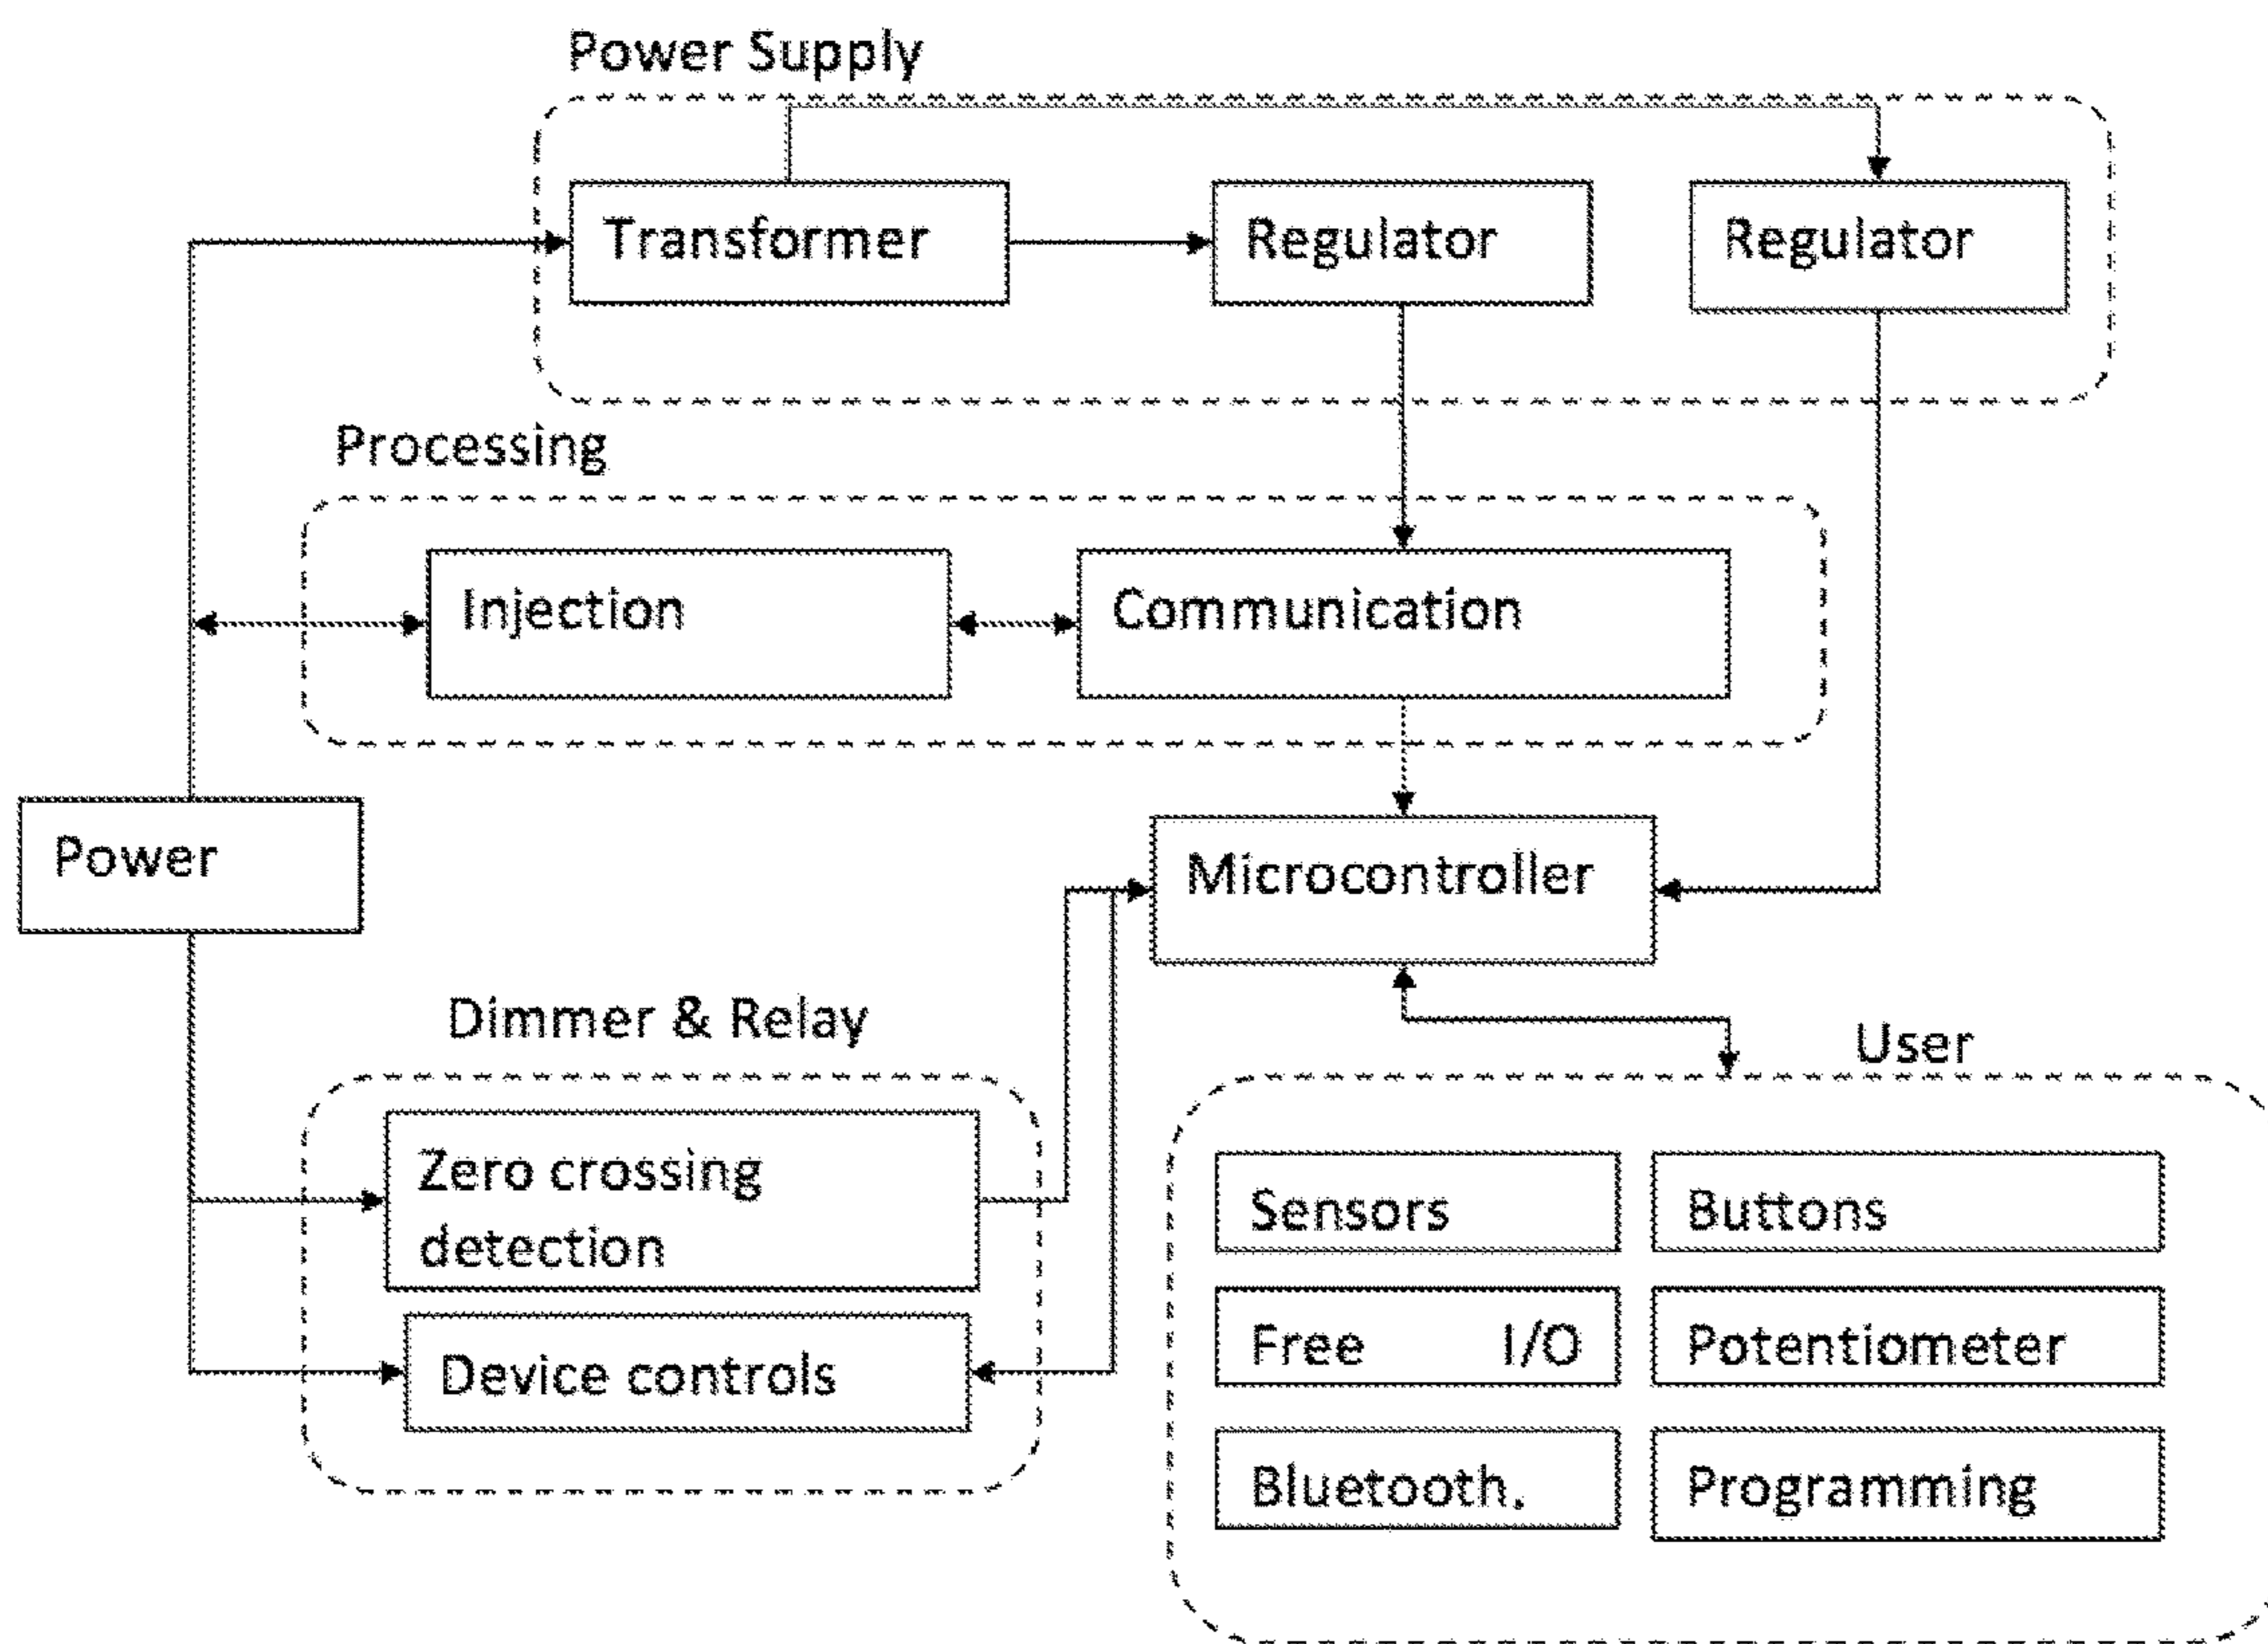 Power Supply
Transformer
Regulator
Regulator
Processing
Injection
Communication
Power
Microcontroller
Dimmer & Relay
User
Zero crossing
detection
Device controls
Sensors
Buttons
Free I/O
Potentiometer
Bluetooth.
Programming